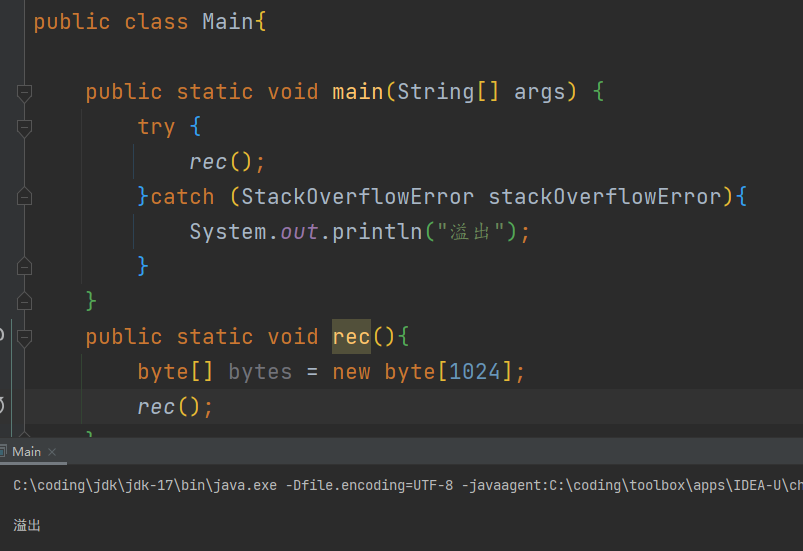 public class Main{
public static void main(String[] args) {
try {
rec();
}catch (StackOverflowError stackOverflowError){
System.out.println("溢出");
}
}
public static void rec(){
byte[] bytes = new byte[1024];
rec();
Main ×
C:\coding\jdk\jdk-17\bin\java.exe -Dfile.encoding=UTF-8 -javaagent:C:\coding\toolbox\apps\IDEA-U\ch
溢出